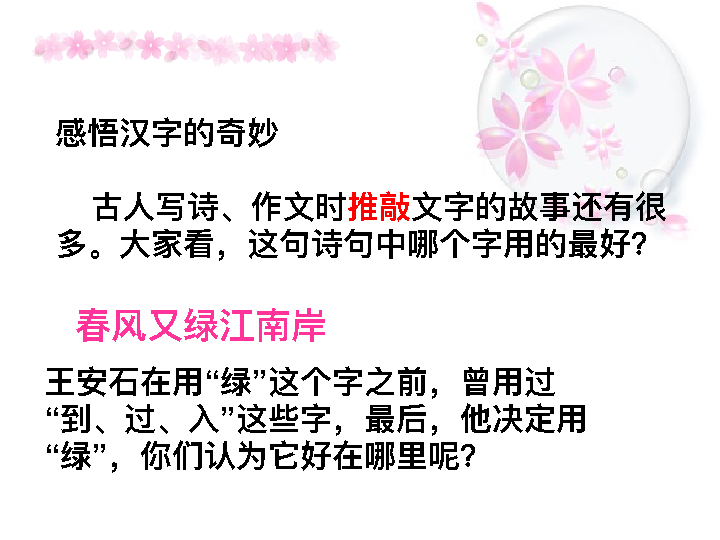 感悟汉字的奇妙
古人写诗、作文时推敲文字的故事还有很
多。大家看，这句诗句中哪个字用的最好？
春风又绿江南岸
王安石在用“绿”这个字之前，曾用过
“到、过、入”这些字，最后，他决定用
“绿”，你们认为它好在哪里呢？